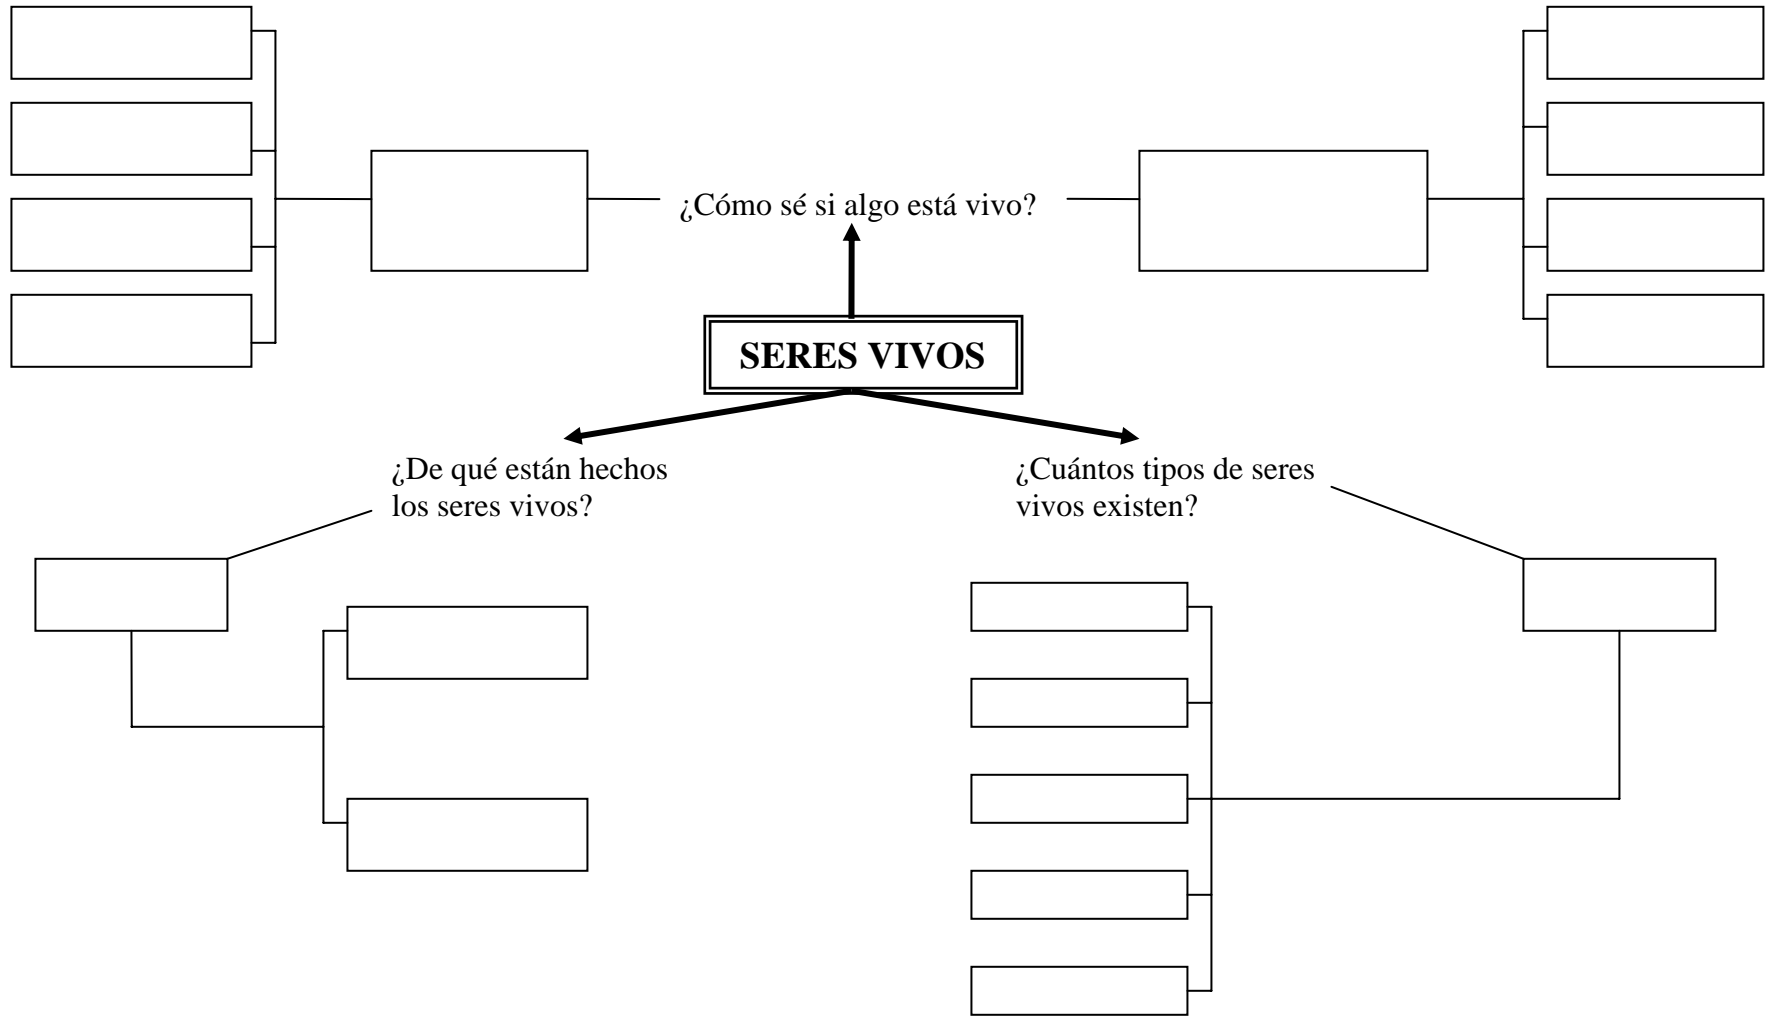 ¿Cómo sé si algo está vivo?
SERES VIVOS
¿De qué están hechos
los seres vivos?
¿Cuántos tipos de seres
vivos existen?